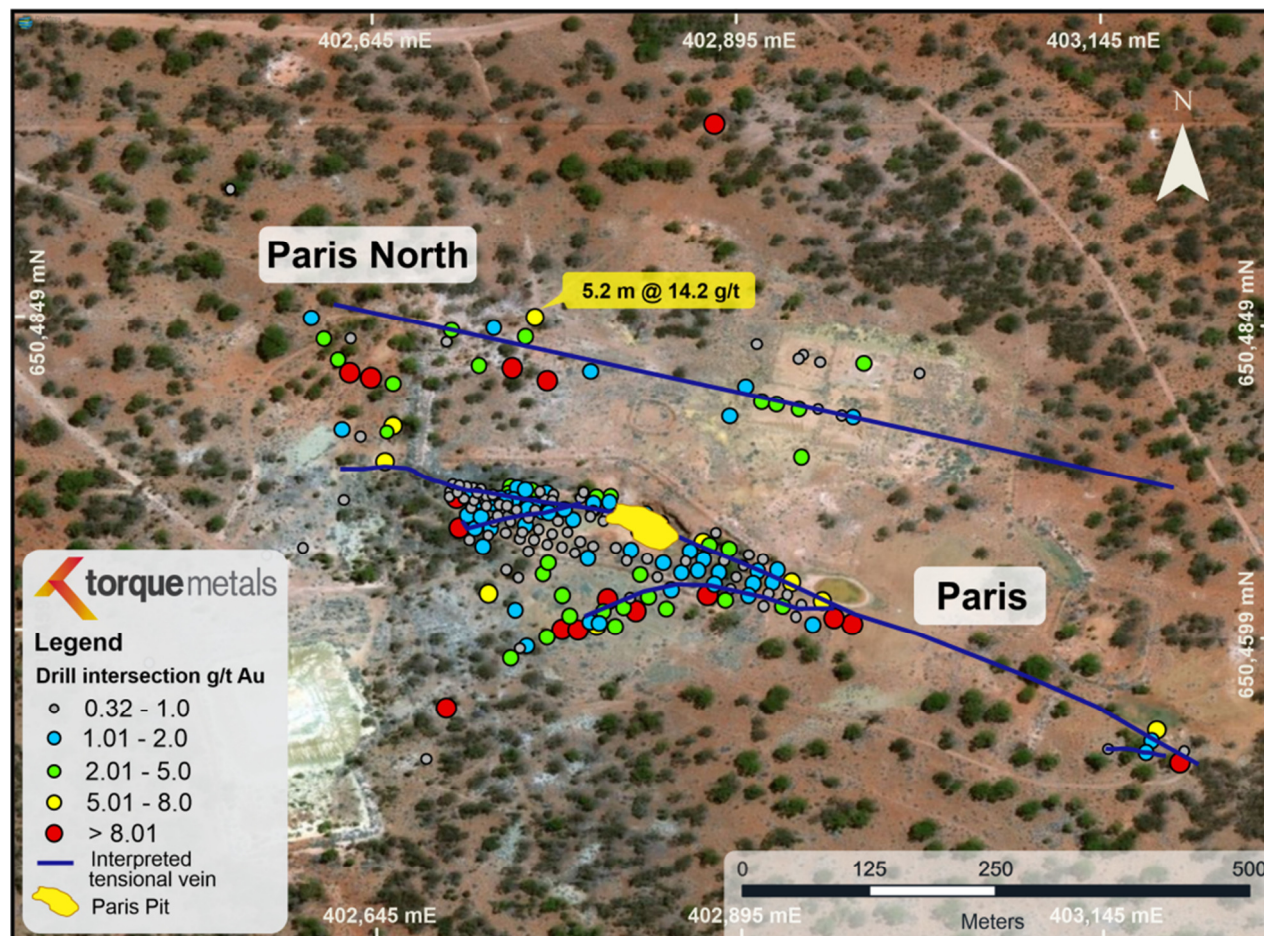 402,645 mE
402,895 mE
403,145 mE
N
Paris North
5.2 m @ 14.2 g/t
650,4849 mN
650,4849 mN
Paris
650,4599 mN
torquemetals
Legend
Drill intersection g/t Au
0.32 - 1.0
1.01 - 2.0
2.01 - 5.0
5.01 - 8.0
> 8.01
Interpreted
tensional vein
Paris Pit
0 125 250 500
Meters
402,645 mE
402,895 mE
403,145 mE